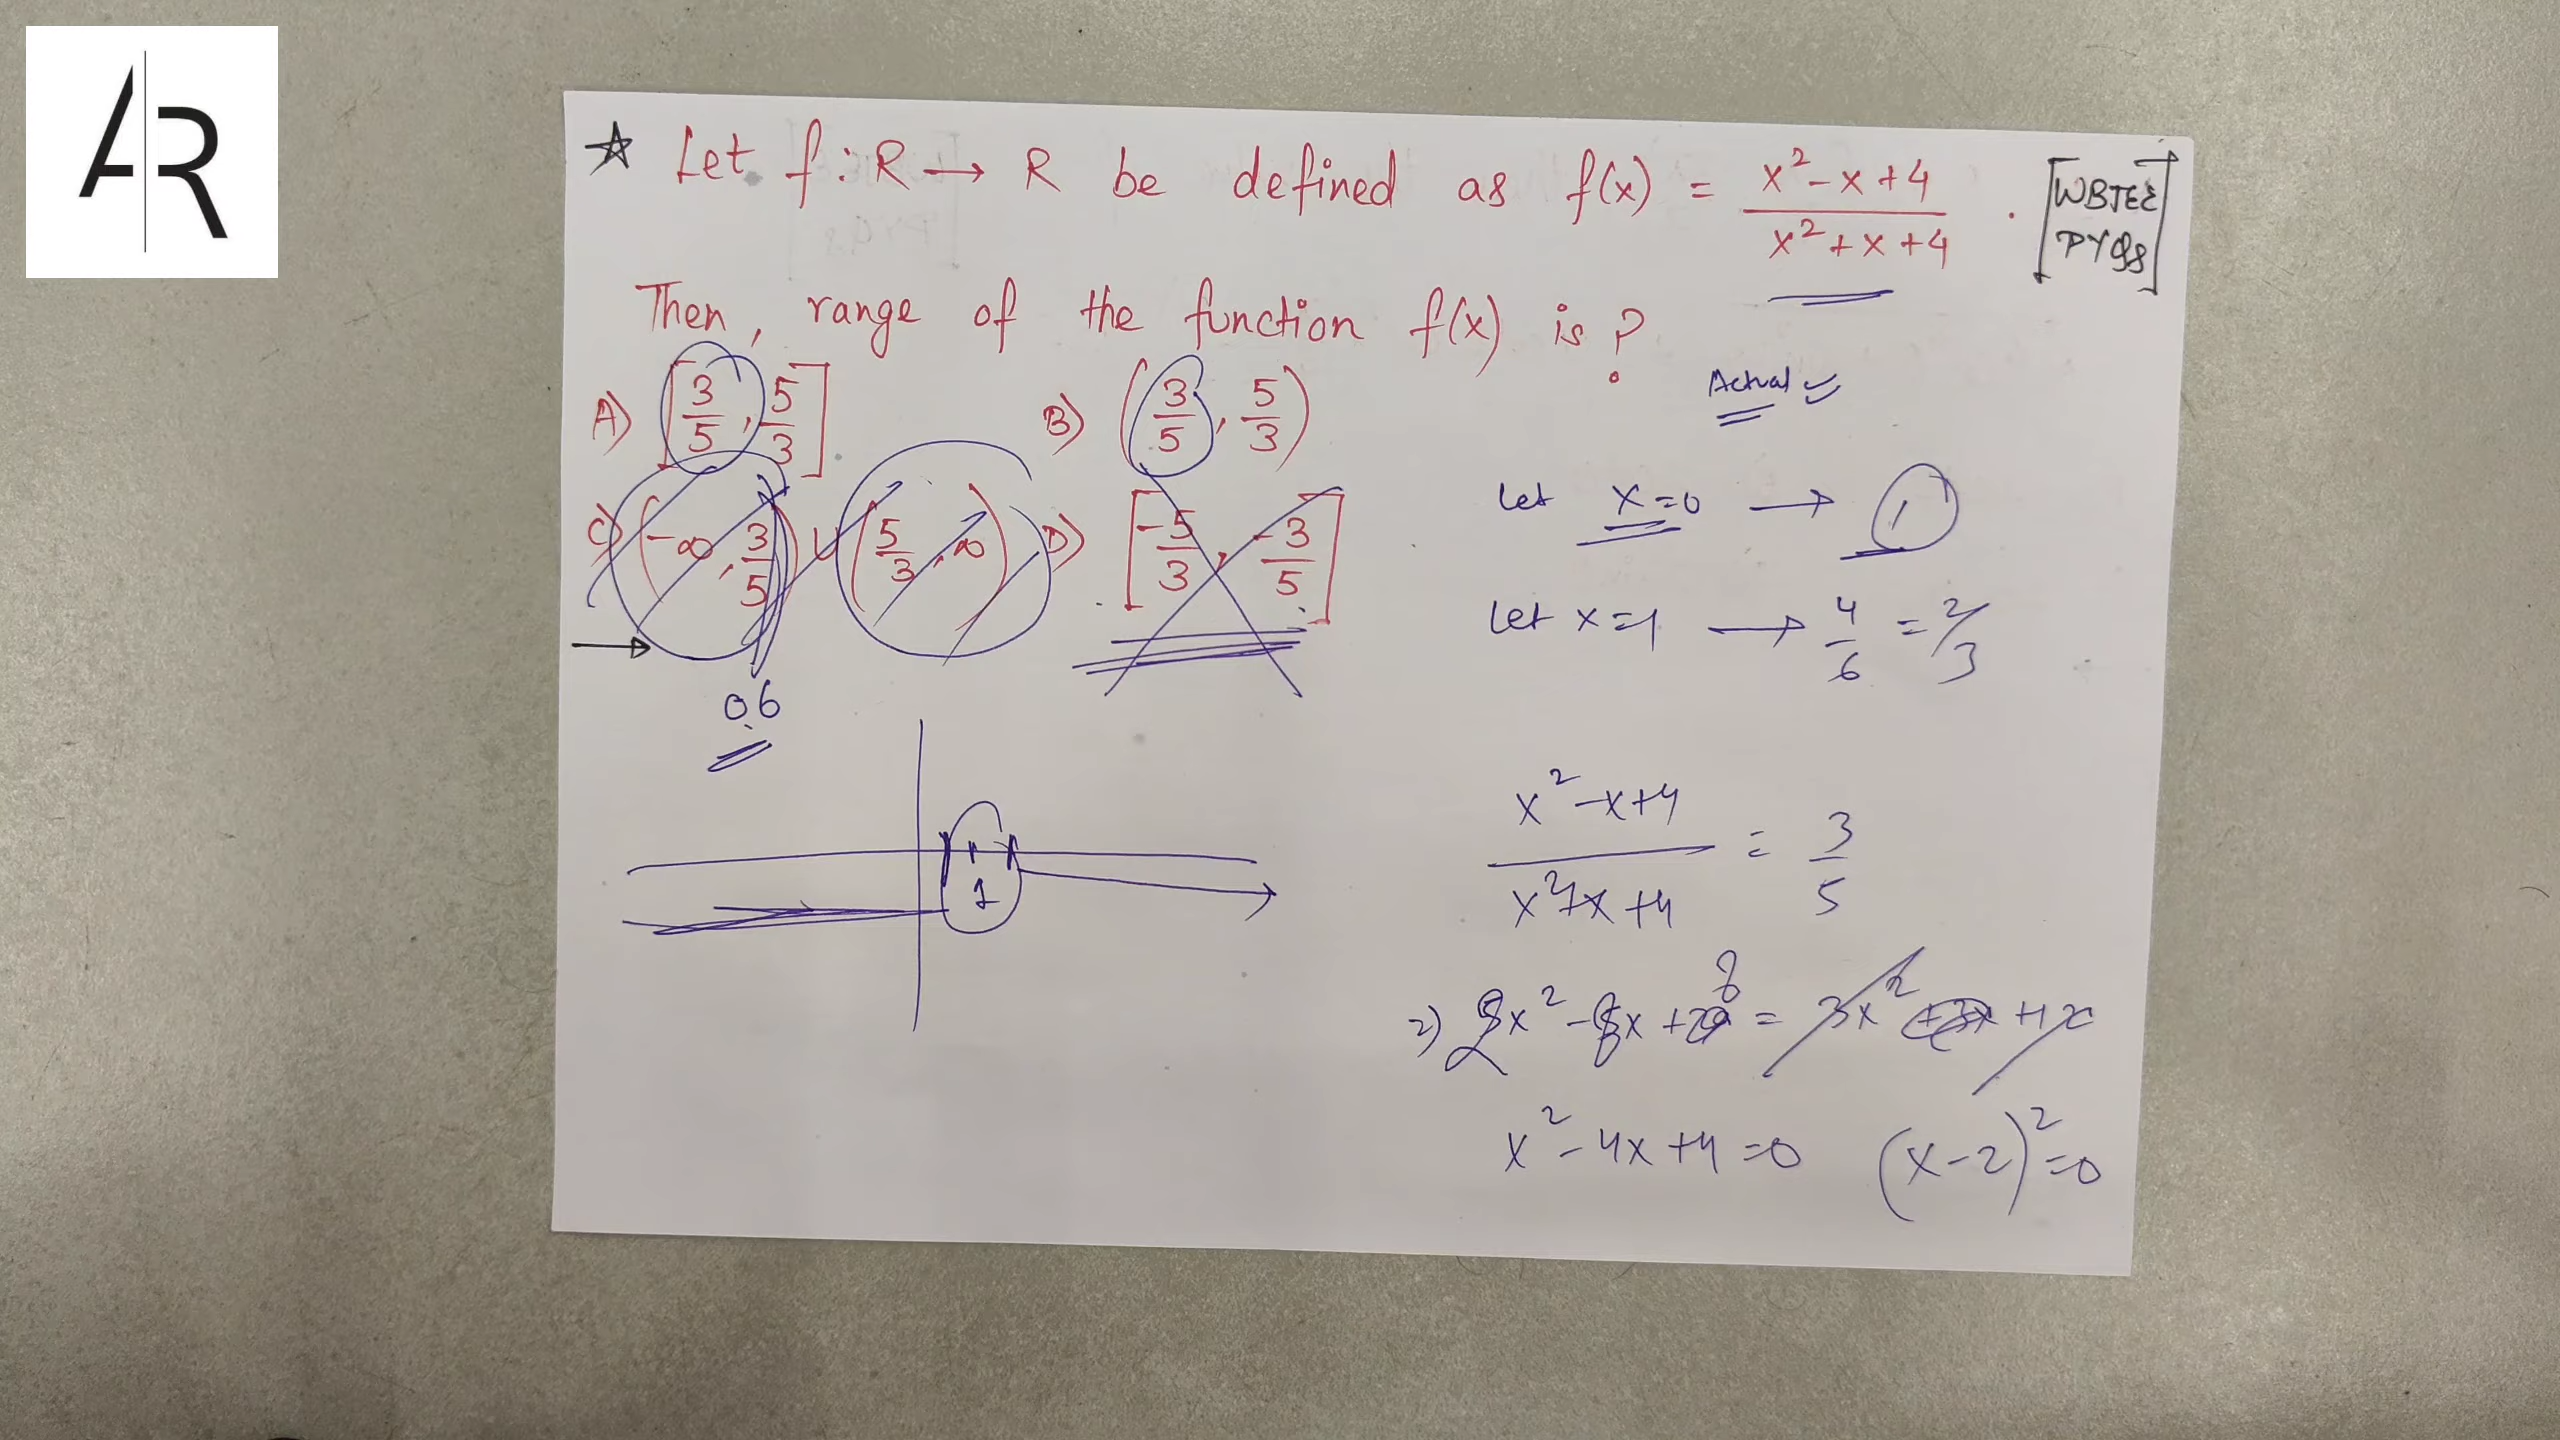 AR
☆ Let f : R → R be defined as f(x) = (x² - x + 4)/(x² + x + 4) . [WBJEE PYQs]
Then, range of the function f(x) is ?
A) [3/5, 5/3] B) (3/5, 5/3)
Actual
C) (-∞, 3/5) ∪ (5/3, ∞) D) [-5/3, -3/5]
Let x=0 → 1
Let x=1 → 4/6 = 2/3
0.6
1
(x² - x + 4)/(x² + x + 4) = 3/5
x² - 4x + 4 = 0 (x-2)² = 0